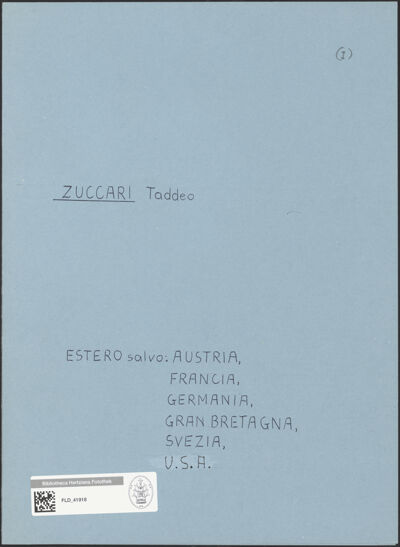 (1)
ZUCCARI Taddeo
ESTERO salvo: AUSTRIA,
FRANCIA,
GERMANIA,
GRAN BRETAGNA,
SVEZIA,
U.S.A.
Bibliotheca Hertziana Fotothek
FLD_41918